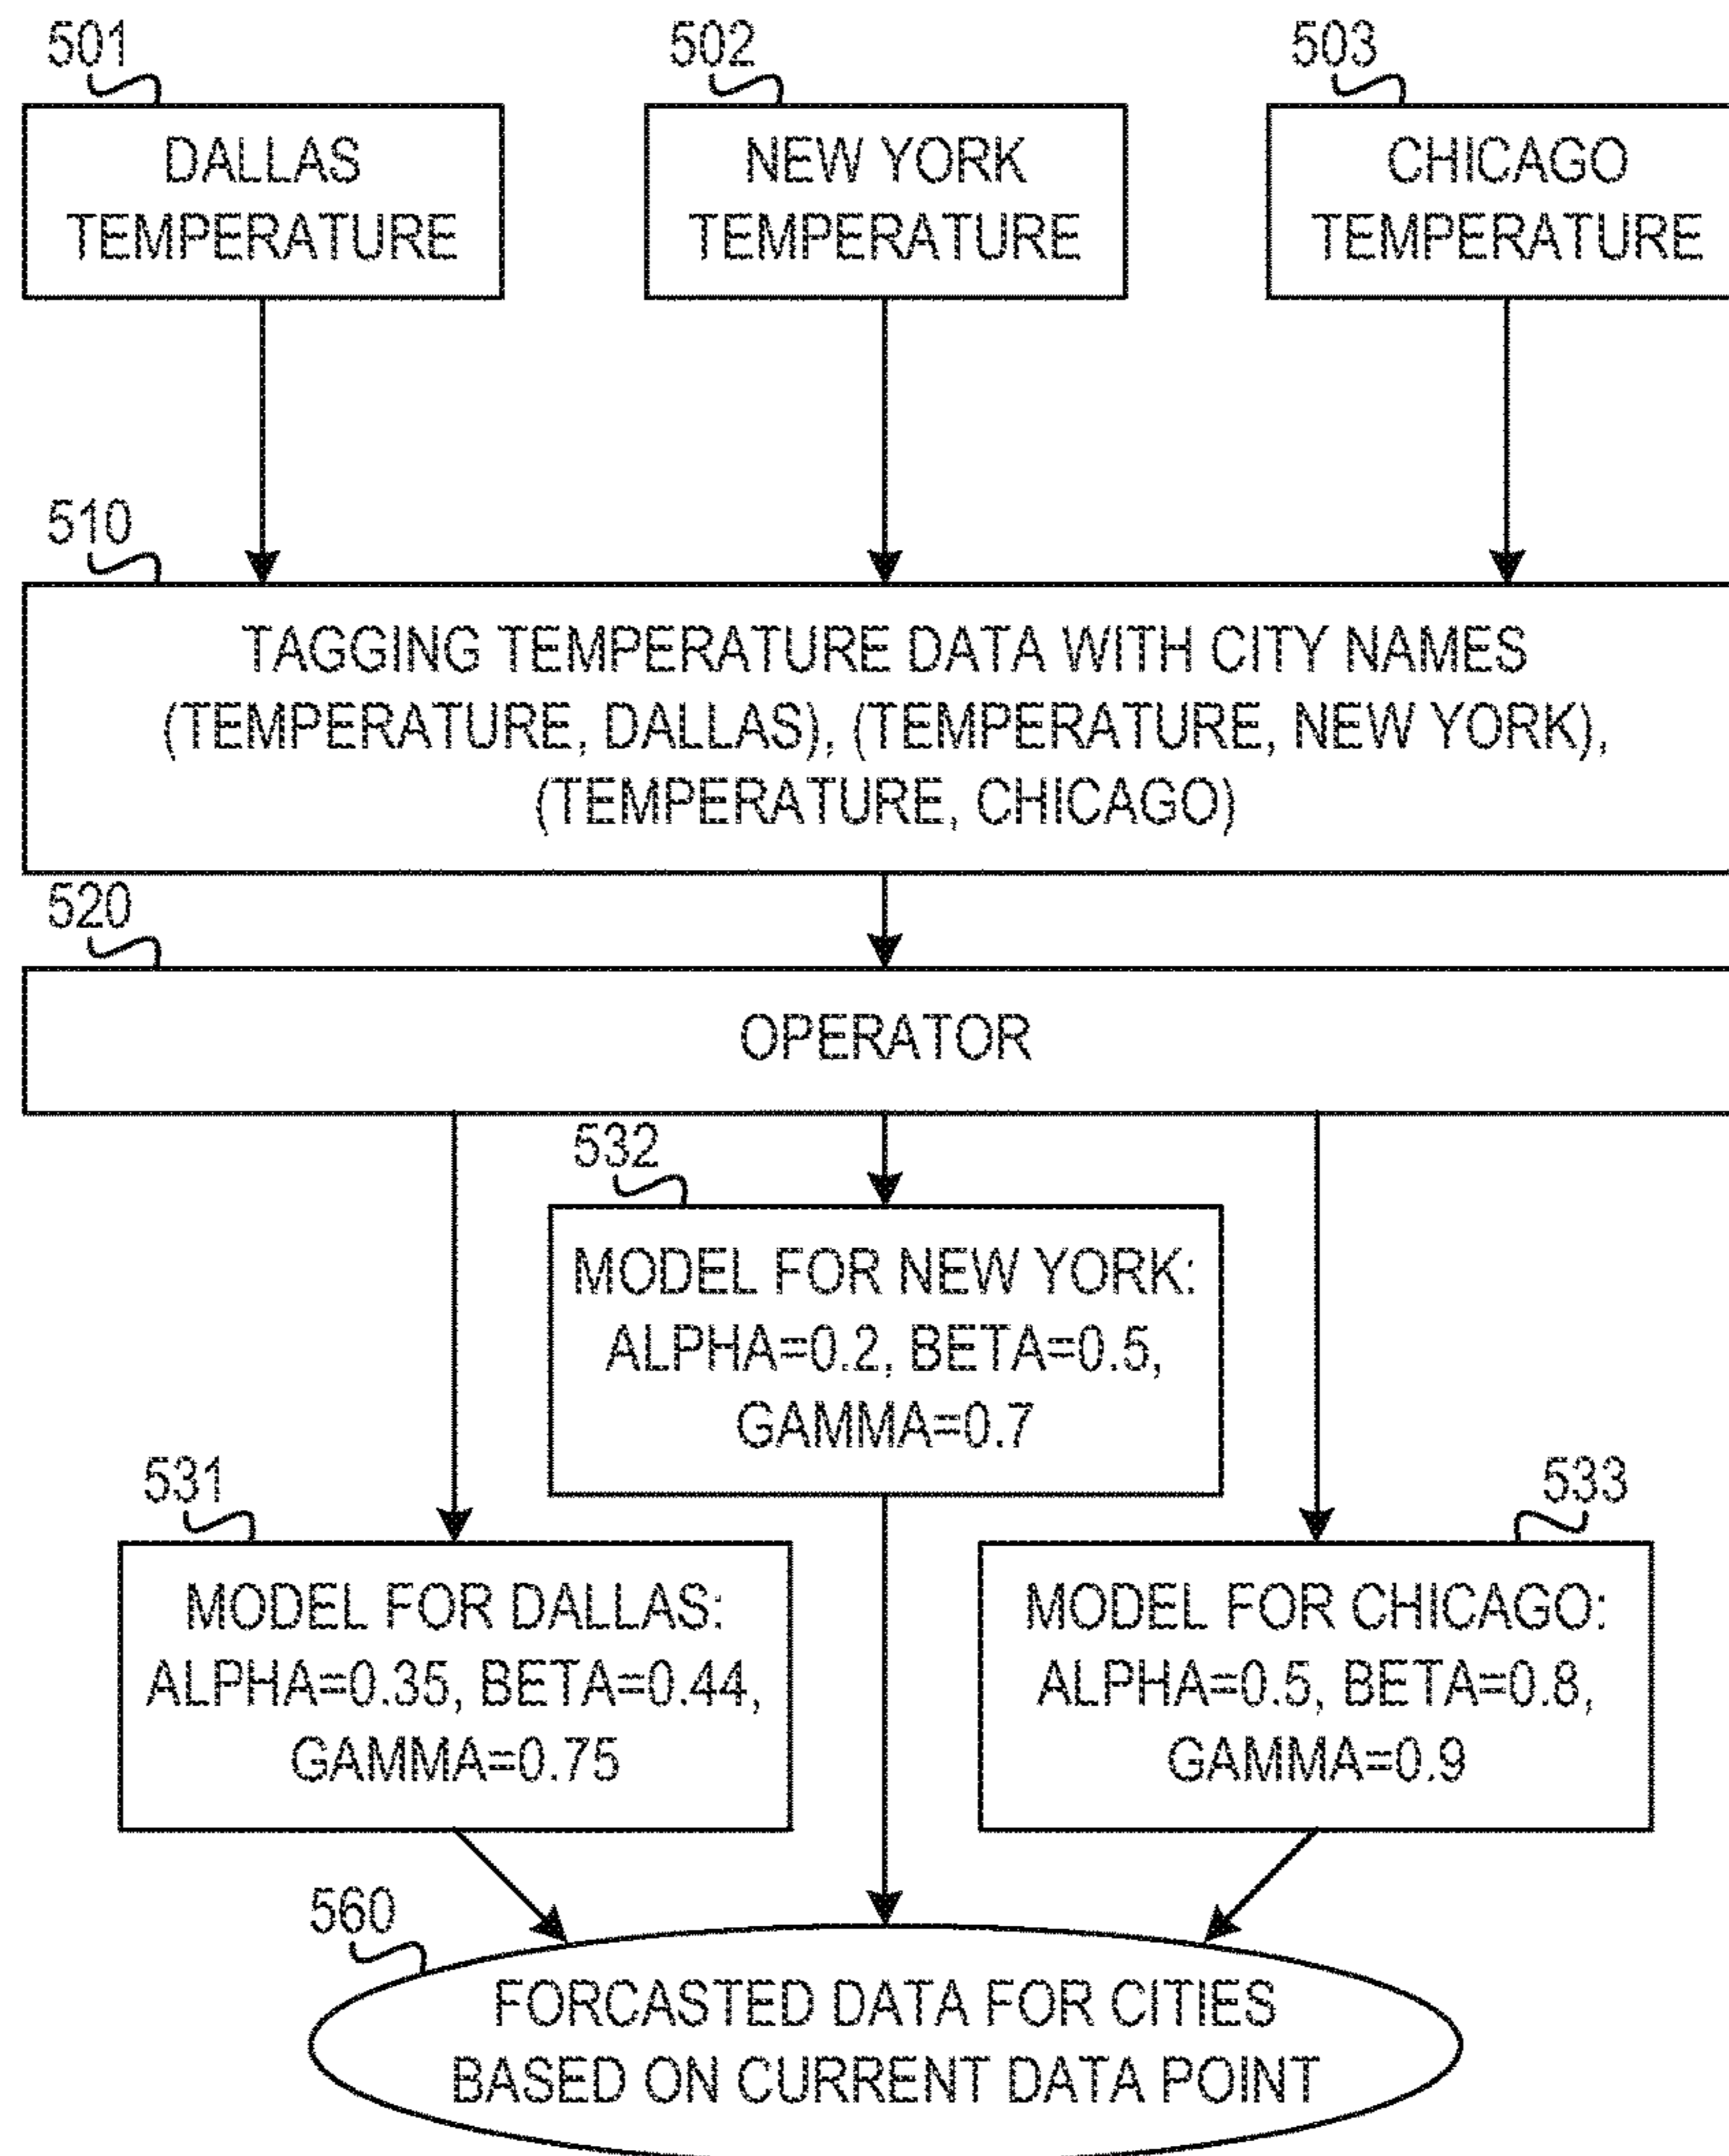 501
DALLAS
TEMPERATURE
502
NEW YORK
TEMPERATURE
503
CHICAGO
TEMPERATURE
510
TAGGING TEMPERATURE DATA WITH CITY NAMES
(TEMPERATURE, DALLAS), (TEMPERATURE, NEW YORK),
(TEMPERATURE, CHICAGO)
520
OPERATOR
532
MODEL FOR NEW YORK:
ALPHA=0.2, BETA=0.5,
GAMMA=0.7
531
MODEL FOR DALLAS:
ALPHA=0.35, BETA=0.44,
GAMMA=0.75
533
MODEL FOR CHICAGO:
ALPHA=0.5, BETA=0.8,
GAMMA=0.9
560
FORCASTED DATA FOR CITIES
BASED ON CURRENT DATA POINT